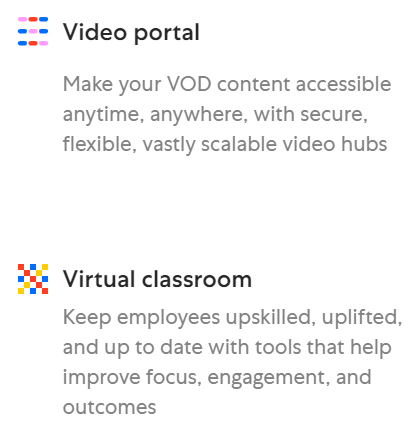 Video portal
Make your VOD content accessible
anytime, anywhere, with secure,
flexible, vastly scalable video hubs
Virtual classroom
Keep employees upskilled, uplifted,
and up to date with tools that help
improve focus, engagement, and
outcomes